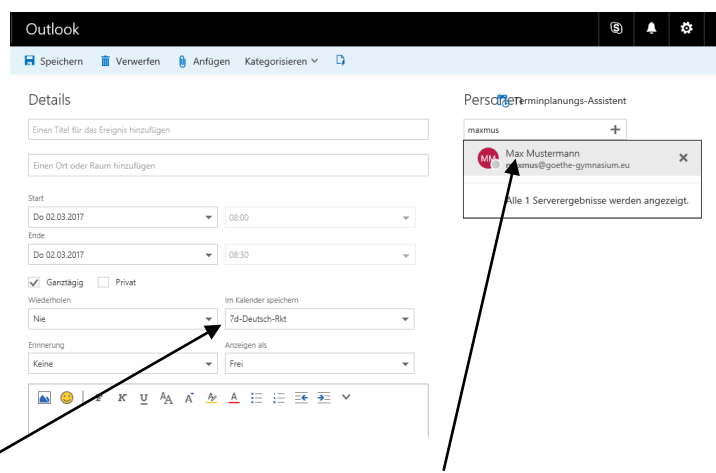 Outlook
Speichern Verwerfen Anfügen Kategorisieren
Details
Personen
Terminplanungs-Assistent
Einen Titel für das Ereignis hinzufügen
maxmus
Einen Ort oder Raum hinzufügen
MM
Max Mustermann
maxmus@goethe-gymnasium.eu
Alle 1 Serverergebnisse werden angezeigt.
Start
Do 02.03.2017 08:00
Ende
Do 02.03.2017 08:30
Ganztägig Privat
Wiederholen Im Kalender speichern
Nie 7d-Deutsch-Rkt
Erinnerung Anzeigen als
Keine Frei
F K U AA A A